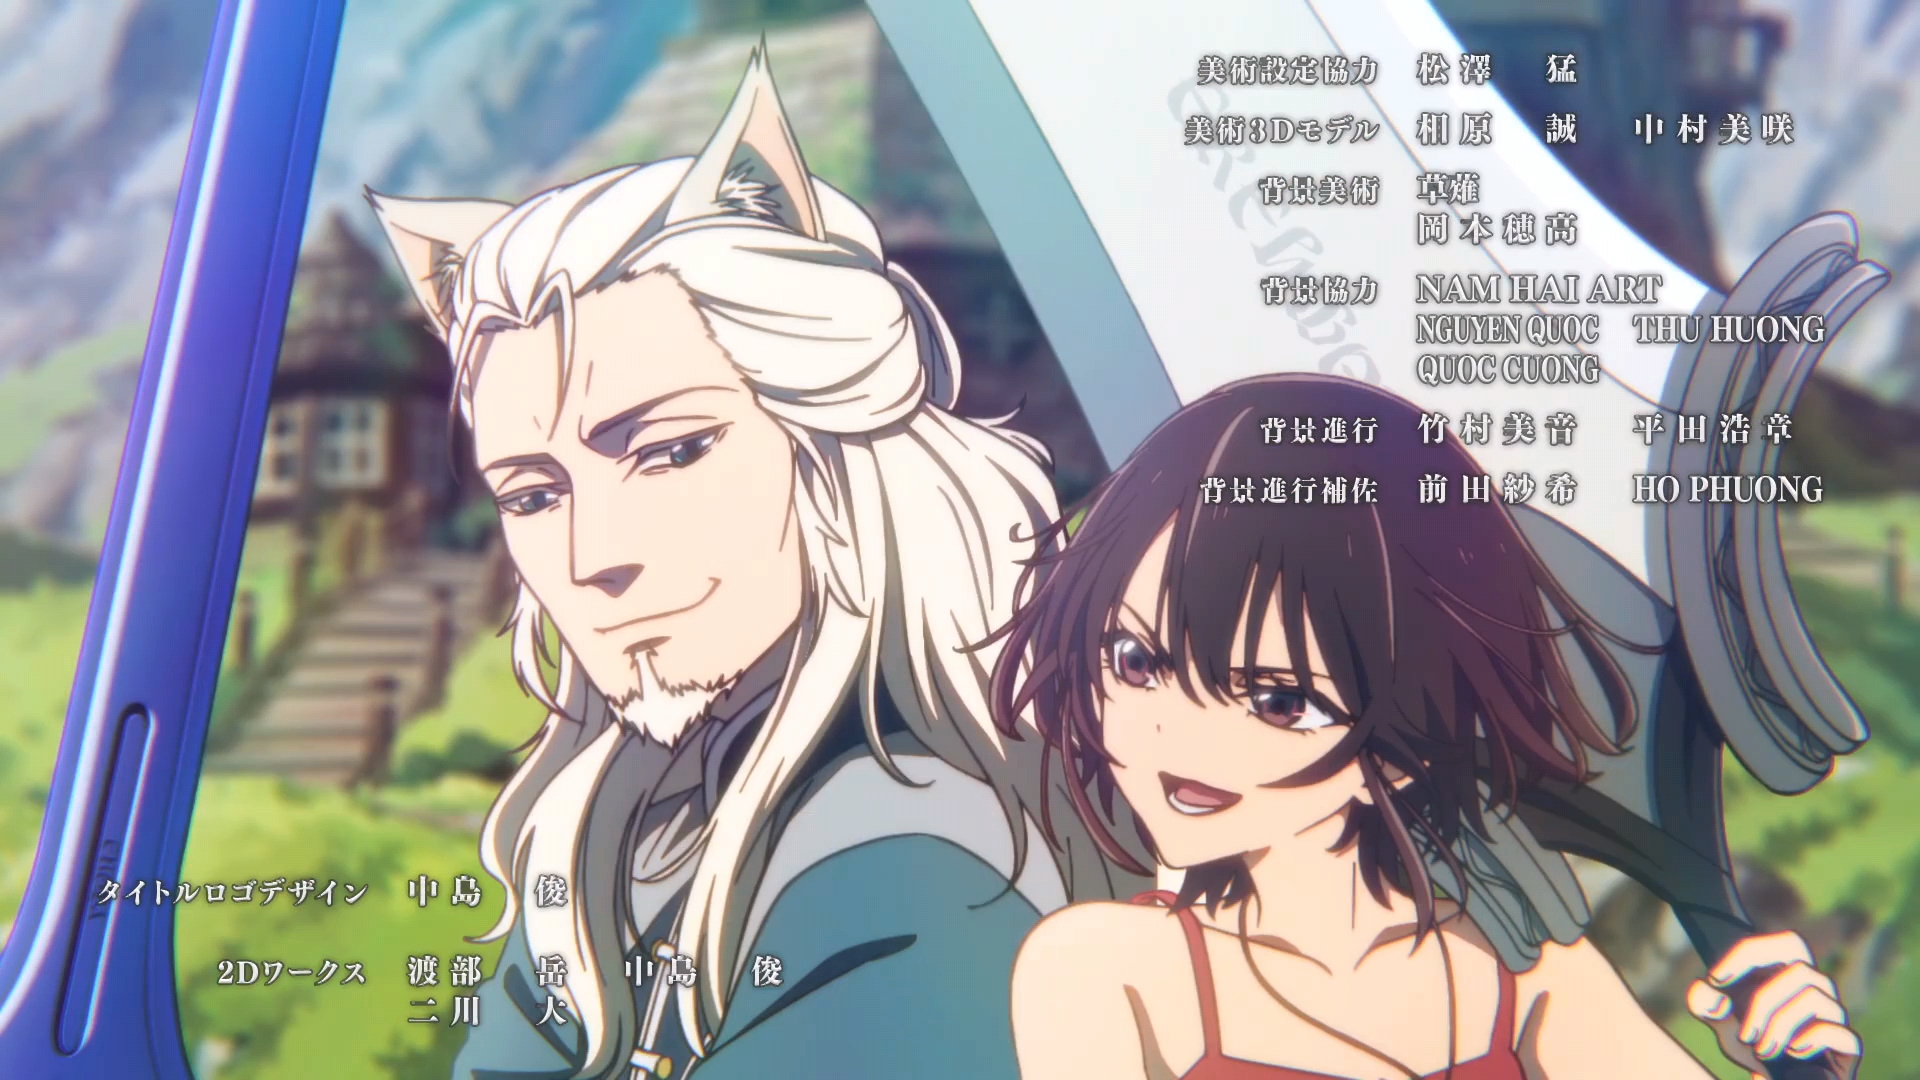 美術設定協力 松澤 猛
美術3Dモデル 相原 誠 中村美咲
背景美術 草薙
岡本穂高
背景協力 NAM HAI ART
NGUYEN QUOC THU HUONG
QUOC CUONG
背景進行 竹村美音 平田浩章
背景進行補佐 前田紗希 HO PHUONG
タイトルロゴデザイン 中島 俊
2Dワークス 渡部 岳 中島 俊
二川 大